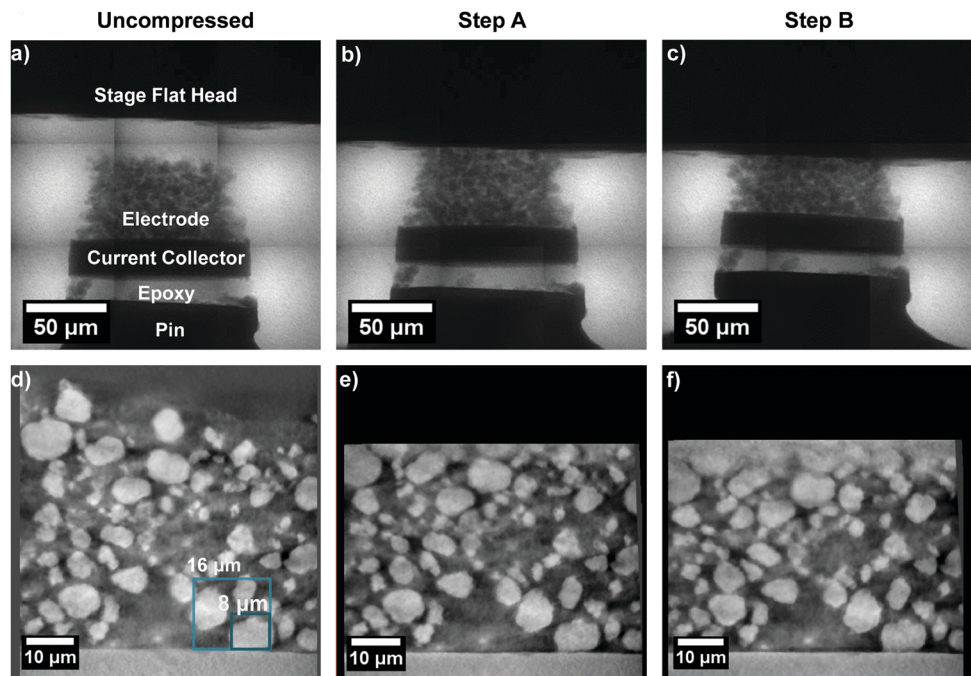 Uncompressed
Step A
Step B
a)
b)
c)
Stage Flat Head
Electrode
Current Collector
Epoxy
Pin
50 µm
50 µm
50 µm
d)
e)
f)
16 µm
8 µm
10 µm
10 µm
10 µm